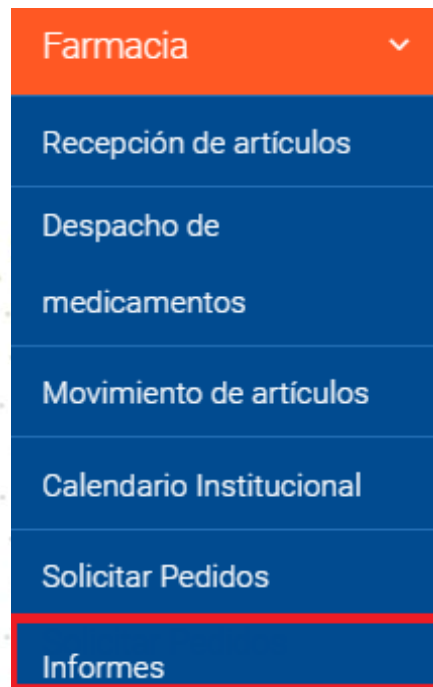 Farmacia
Recepción de artículos
Despacho de
medicamentos
Movimiento de artículos
Calendario Institucional
Solicitar Pedidos
Informes